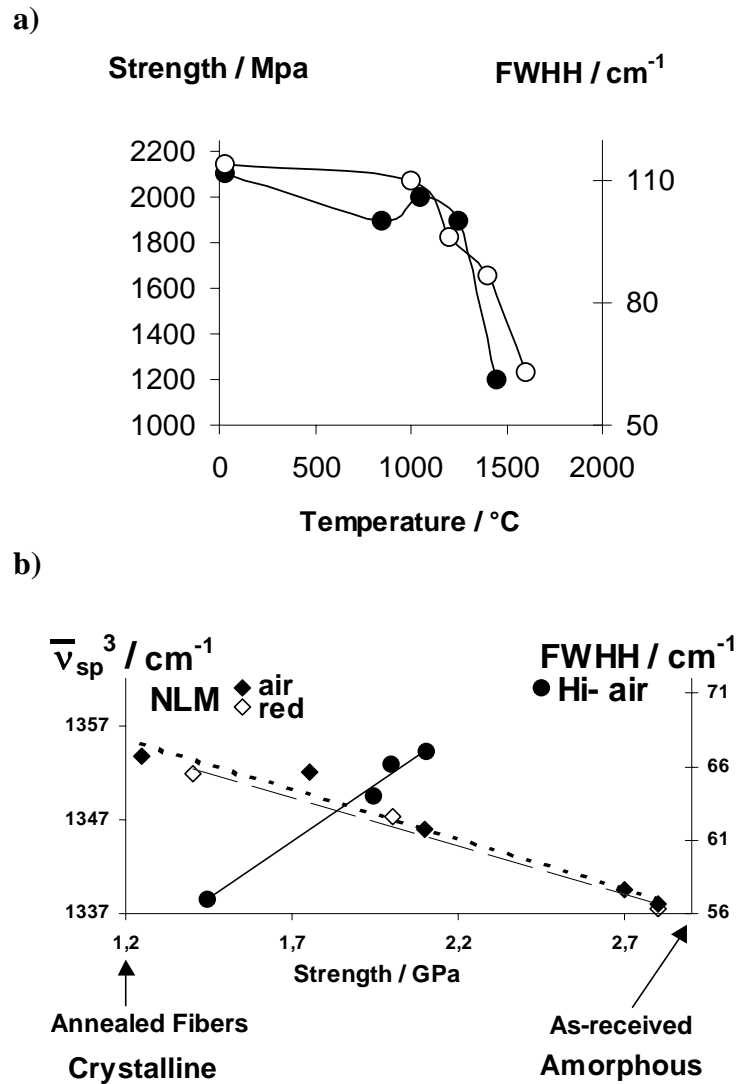 a)
Strength / Mpa FWHH / cm⁻¹
2200
2000
1800
1600
1400
1200
1000
110
80
50
0 500 1000 1500 2000
Temperature / °C
b)
ν̅sp³ / cm⁻¹ FWHH / cm⁻¹
NLM air Hi- air
red
1357
1347
1337
71
66
61
56
1,2 1,7 2,2 2,7
Strength / GPa
Annealed Fibers As-received
Crystalline Amorphous